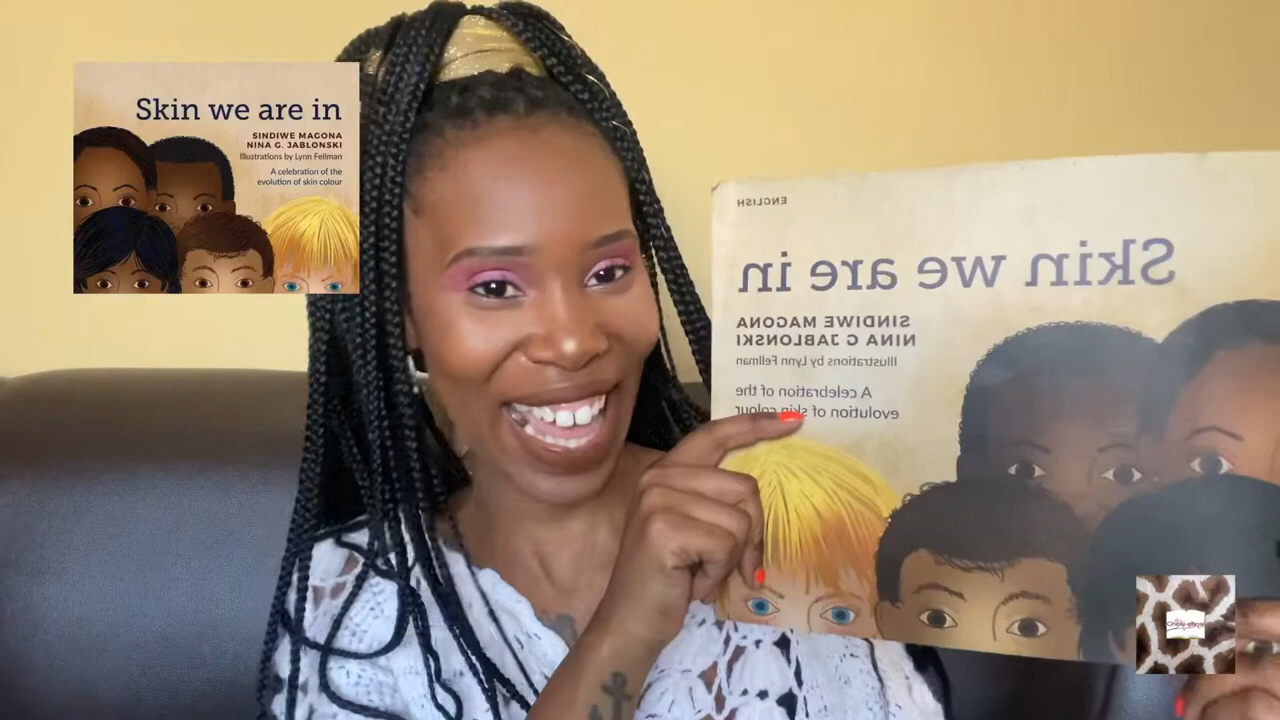 Skin we are in
SINDIWE MAGONA
NINA G. JABLONSKI
Illustrations by Lynn Fellman
A celebration of the
evolution of skin colour
ENGLISH
Skin we are in
SINDIWE MAGONA
NINA G JABLONSKI
Illustrations by Lynn Fellman
A celebration of the
evolution of skin colour